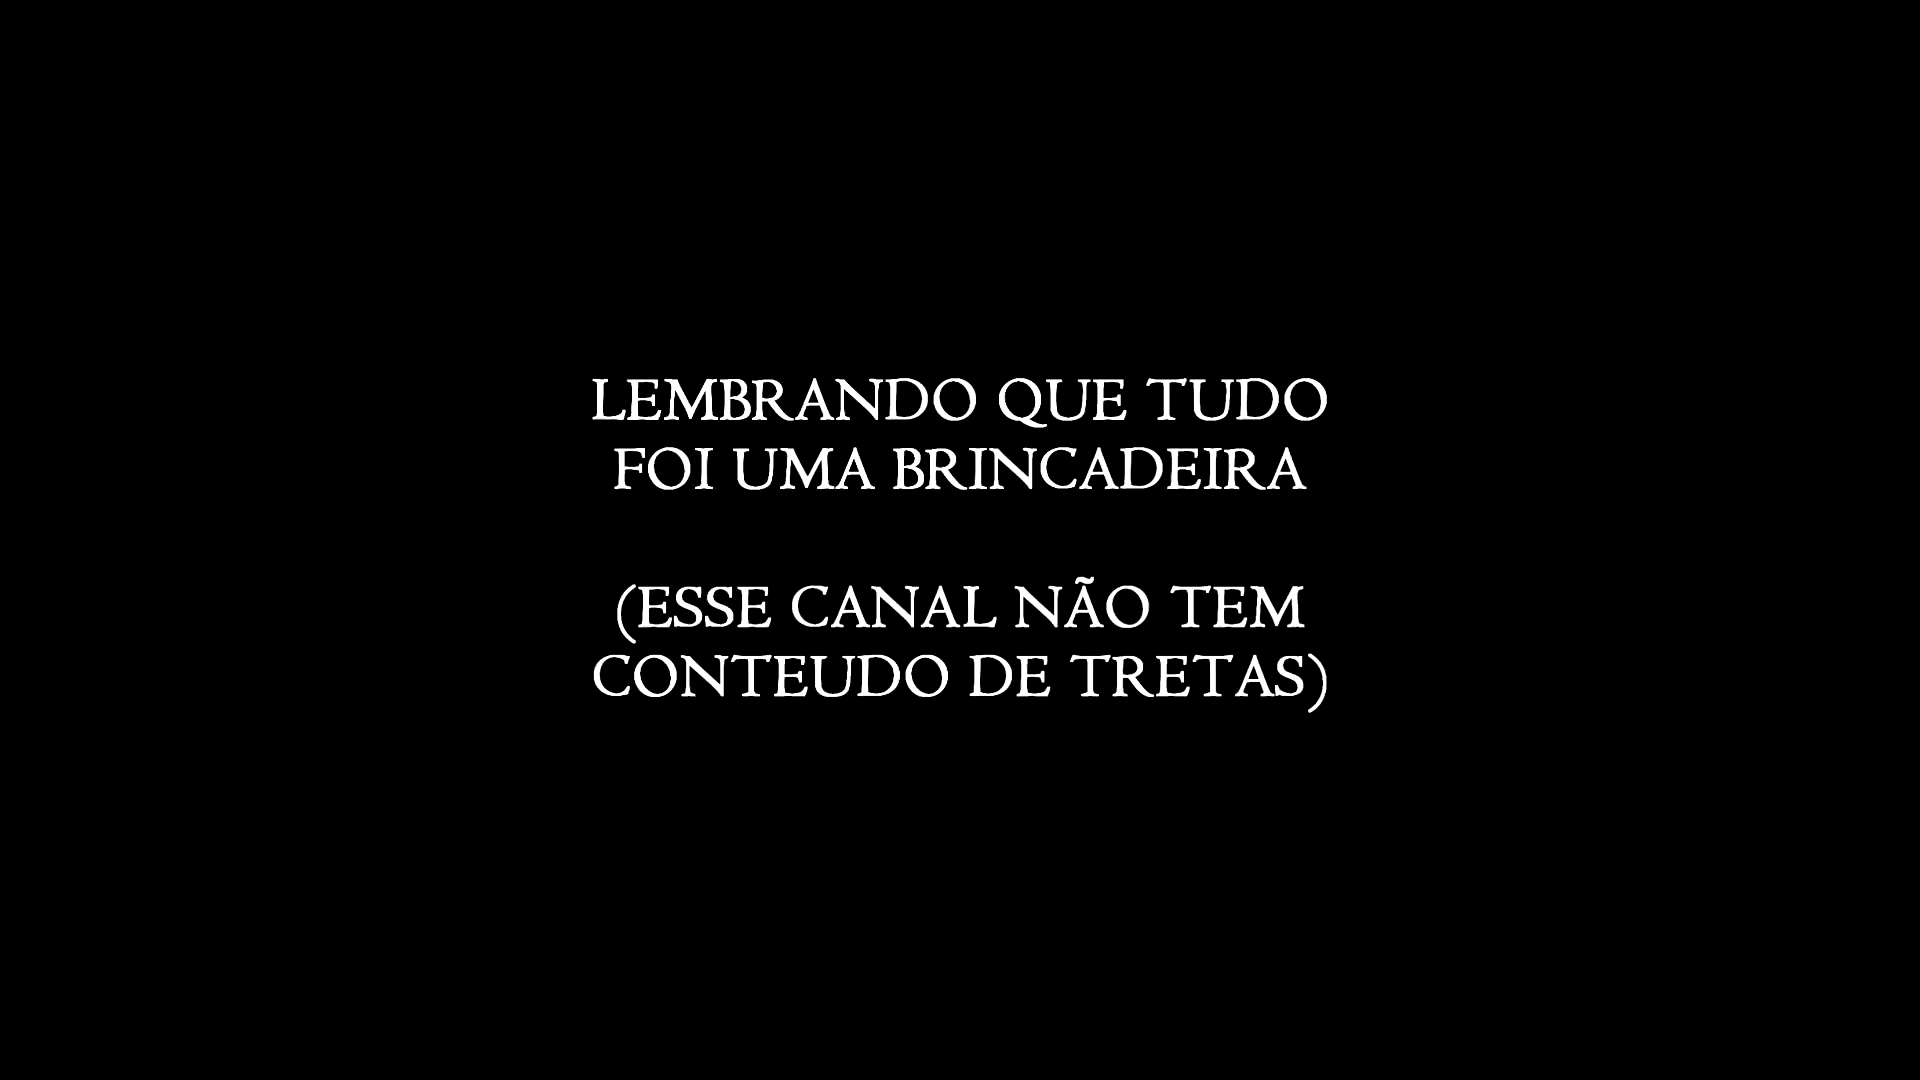 LEMBRANDO QUE TUDO
FOI UMA BRINCADEIRA
(ESSE CANAL NÃO TEM
CONTEUDO DE TRETAS)